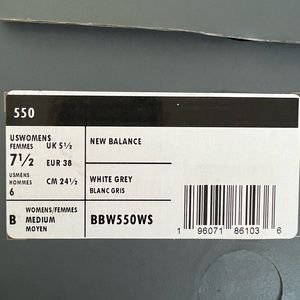 550
USWOMENS
FEMMES UK 5½
7½ EUR 38
USMENS
HOMMES CM 24½
6
NEW BALANCE
WHITE GREY
BLANC GRIS
B WOMENS/FEMMES
MEDIUM
MOYEN
BBW550WS
1 96071 86103 6